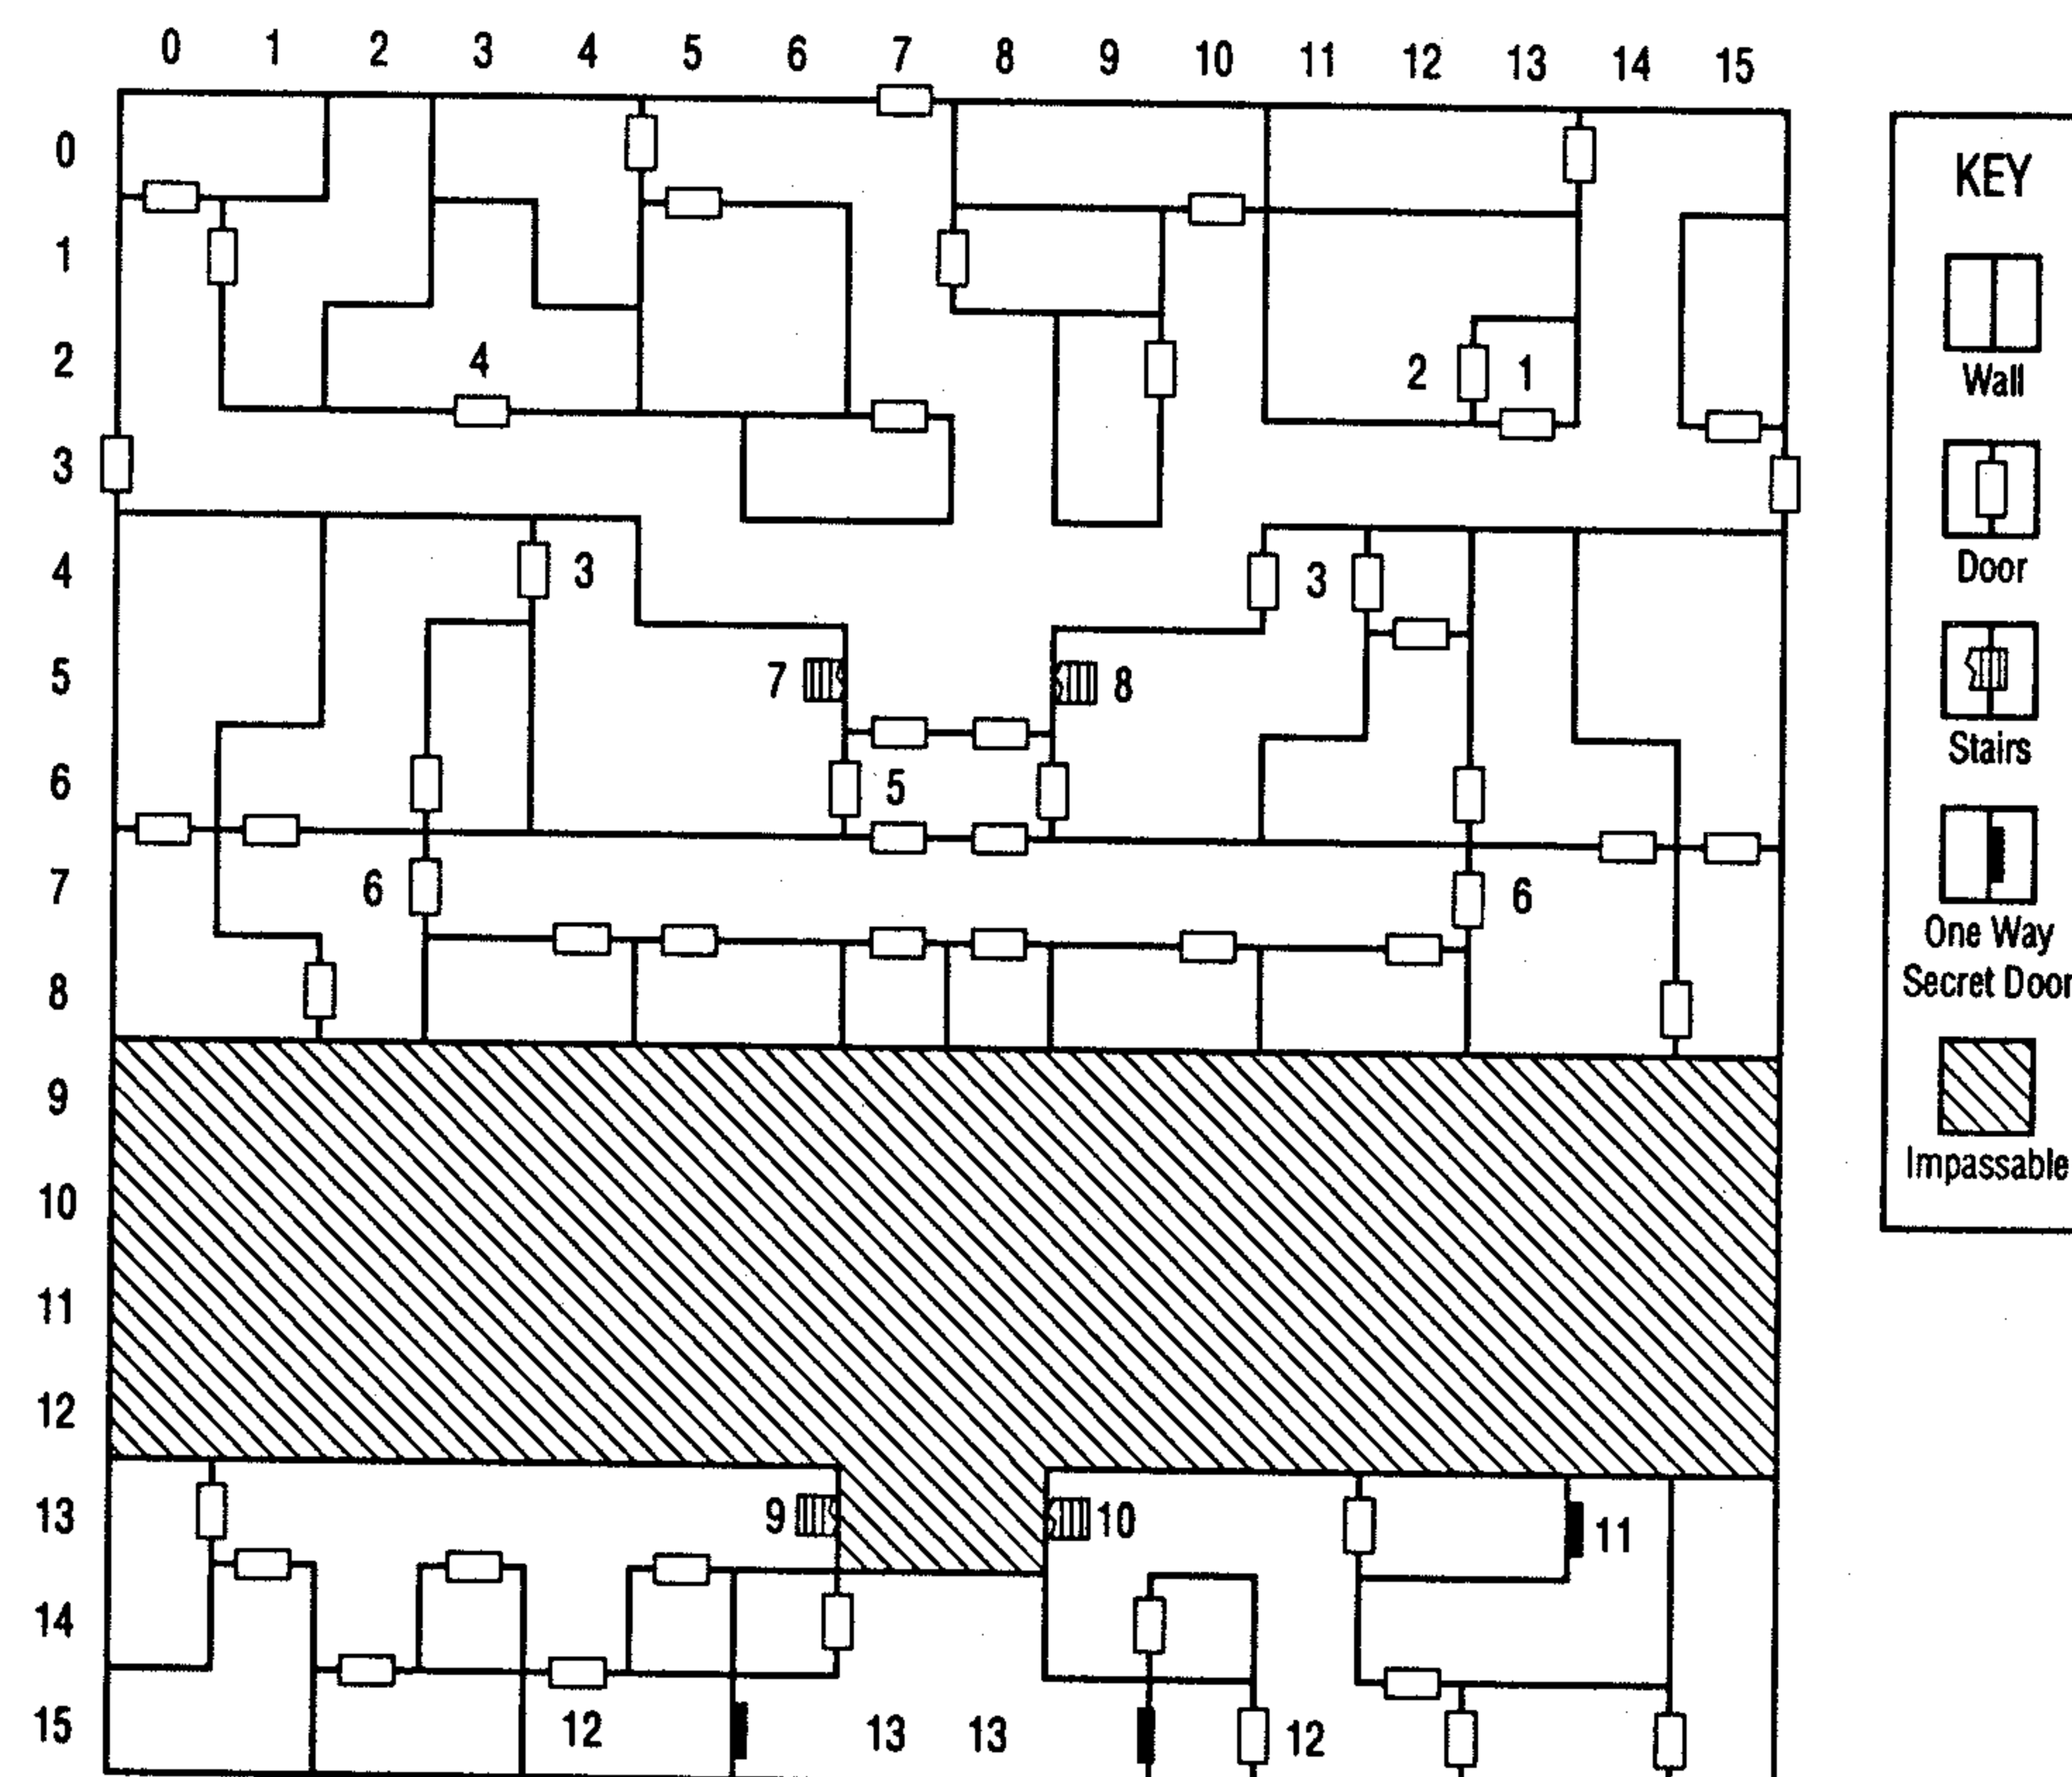 0 1 2 3 4 5 6 7 8 9 10 11 12 13 14 15
0
1
2 4 2 1
3
4 3 3
5 7 8
6 5
7 6 6
8
9
10
11
12
13 9 10 11
14
15 12 13 13 12
KEY
Wall
Door
Stairs
One Way
Secret Door
Impassable